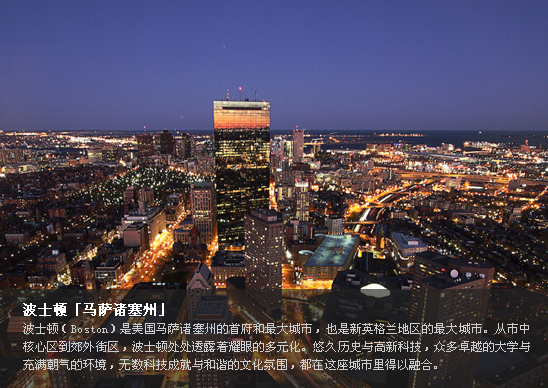 波士顿「马萨诸塞州」
波士顿(Boston)是美国马萨诸塞州的首府和最大城市，也是新英格兰地区的最大城市。从市中
核心区到郊外街区，波士顿处处透露着耀眼的多元化。悠久历史与高新科技，众多卓越的大学与
充满朝气的环境，无数科技成就与和谐的文化氛围，都在这座城市里得以融合。